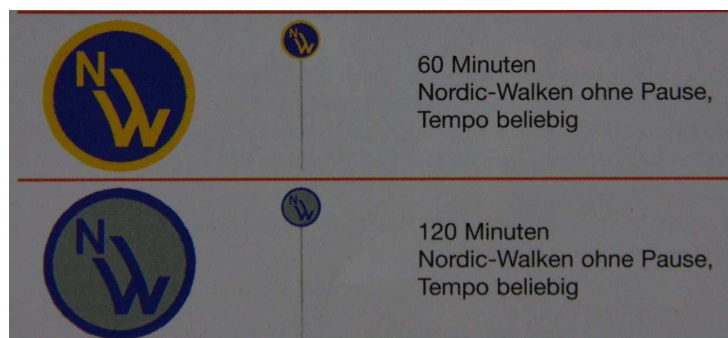 NW
NW
60 Minuten
Nordic-Walken ohne Pause,
Tempo beliebig
NW
NW
120 Minuten
Nordic-Walken ohne Pause,
Tempo beliebig